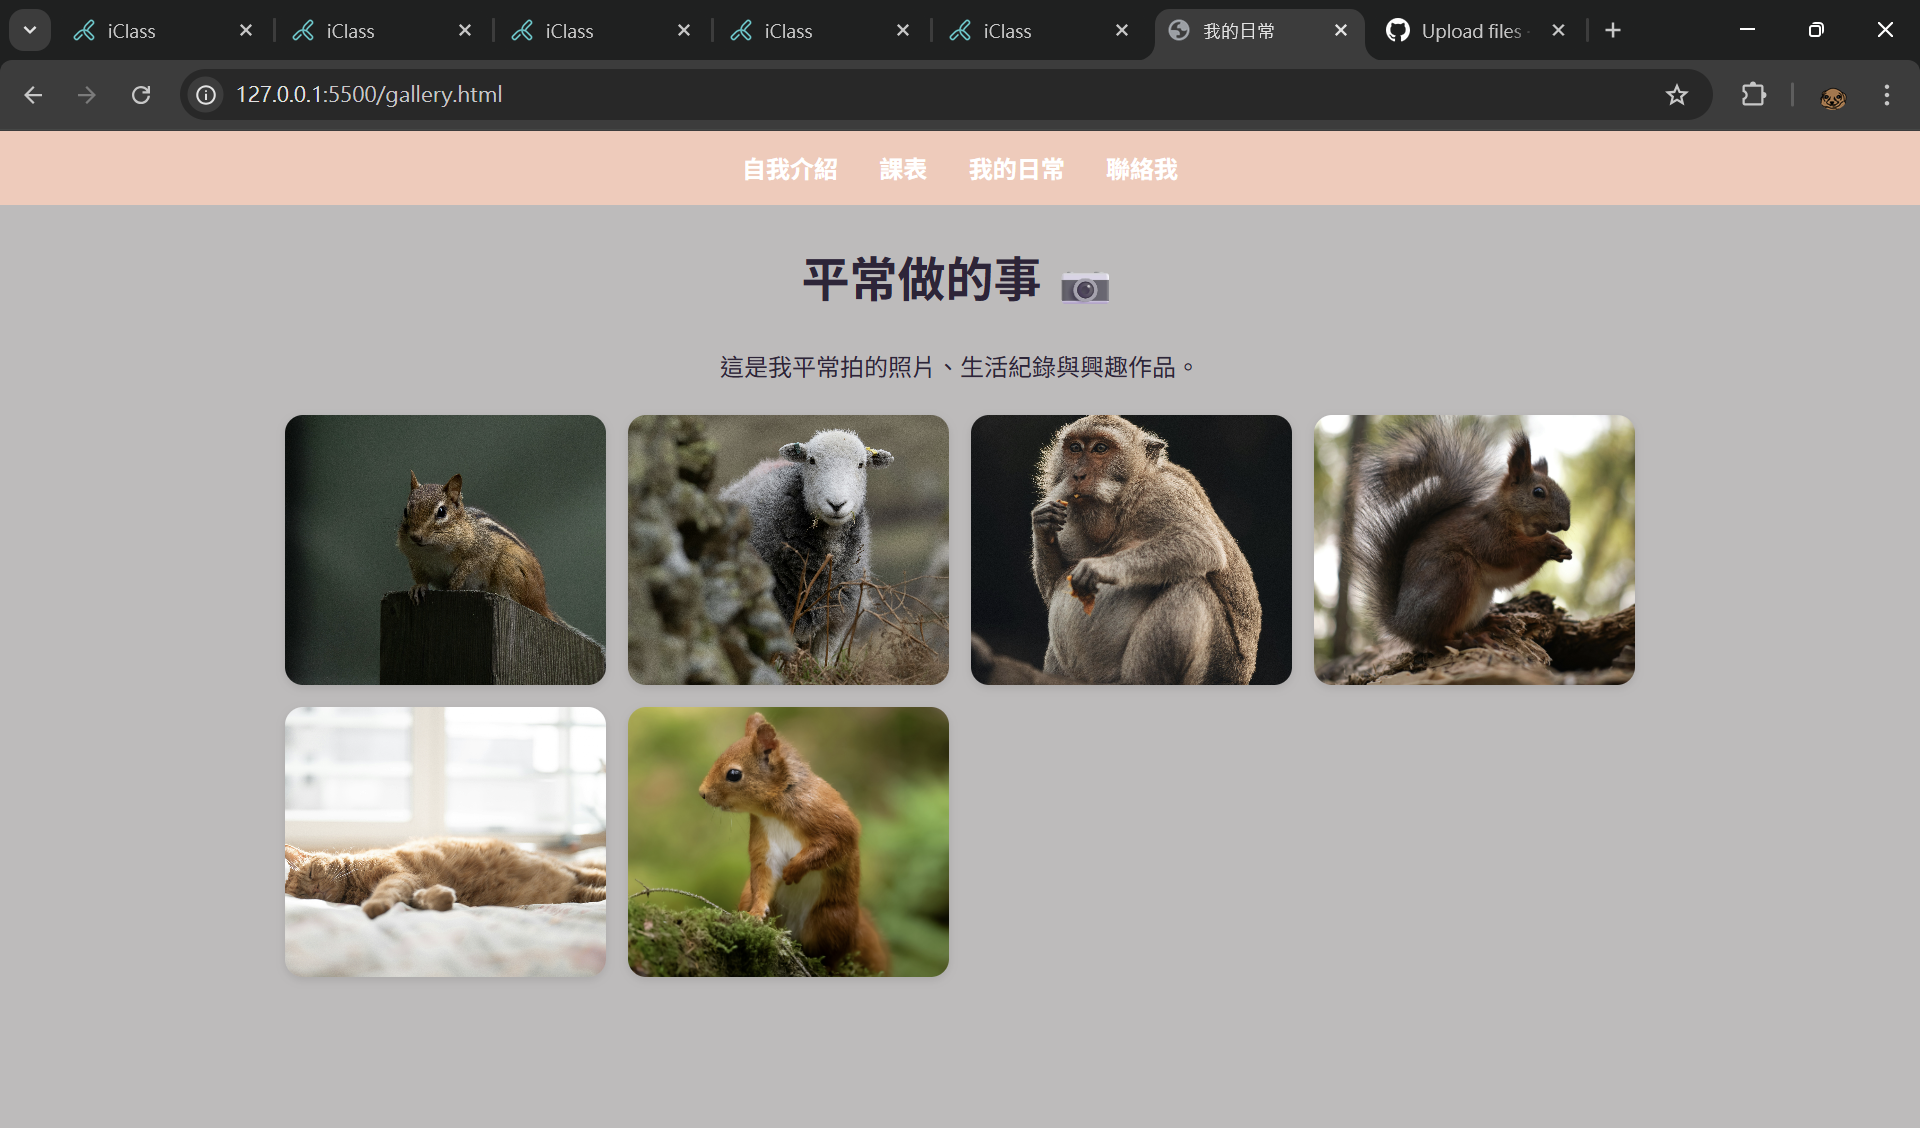 iClass
iClass
iClass
iClass
iClass
我的日常
Upload files
127.0.0.1:5500/gallery.html
自我介紹 課表 我的日常 聯絡我
平常做的事 📷
這是我平常拍的照片、生活紀錄與興趣作品。